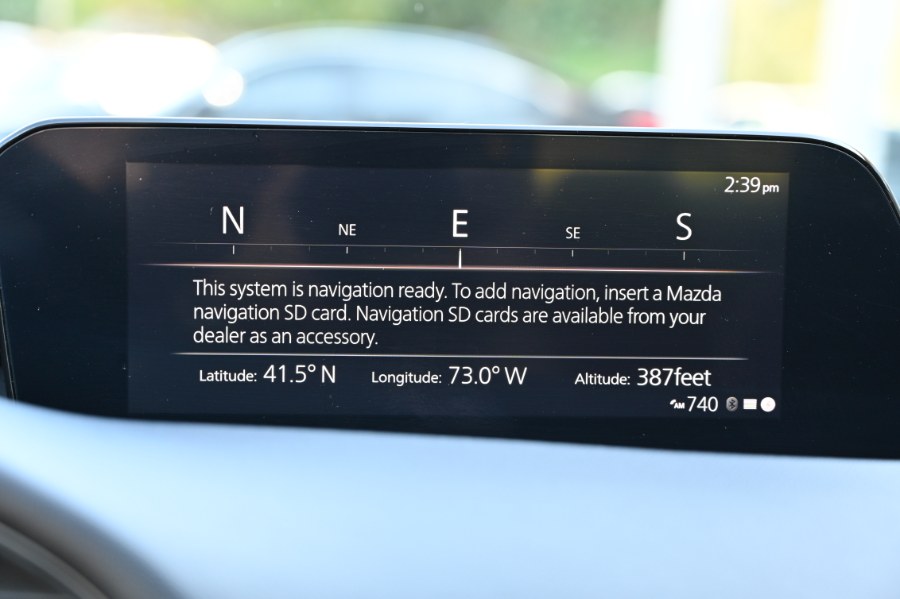 2:39pm
N NE E SE S
This system is navigation ready. To add navigation, insert a Mazda
navigation SD card. Navigation SD cards are available from your
dealer as an accessory.
Latitude: 41.5° N Longitude: 73.0° W Altitude: 387feet
AM 740